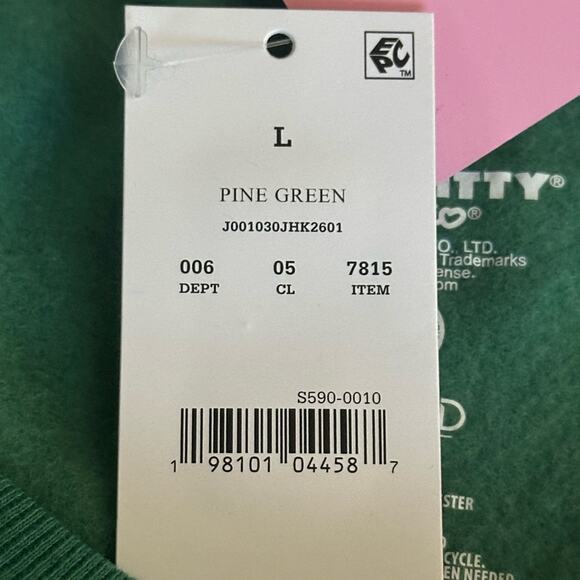 EPC
TM
L
PINE GREEN
J001030JHK2601
006 05 7815
DEPT CL ITEM
S590-0010
1 98101 04458 7
ITTY®
®
O., LTD.
Trademarks
ense.
om
STER
CYCLE.
EN NEEDED